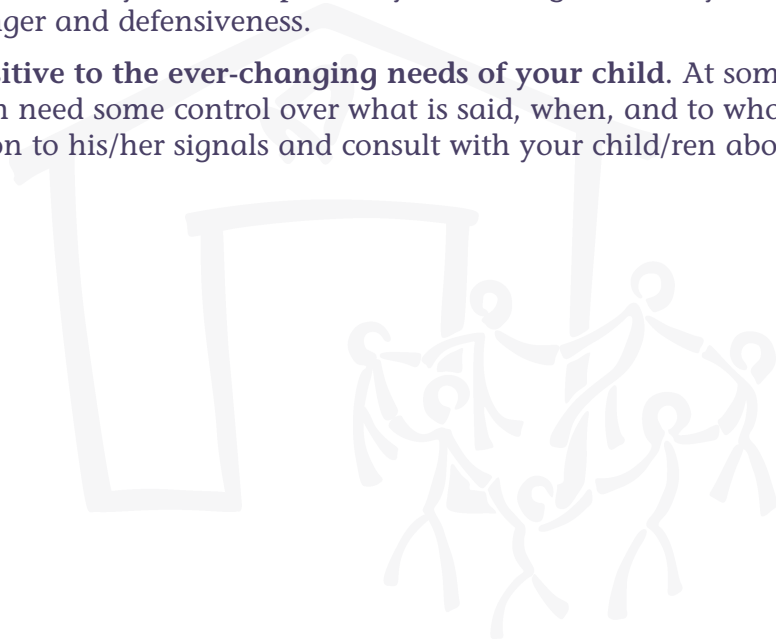 nger and defensiveness.
itive to the ever-changing needs of your child. At som
n need some control over what is said, when, and to who
on to his/her signals and consult with your child/ren abo